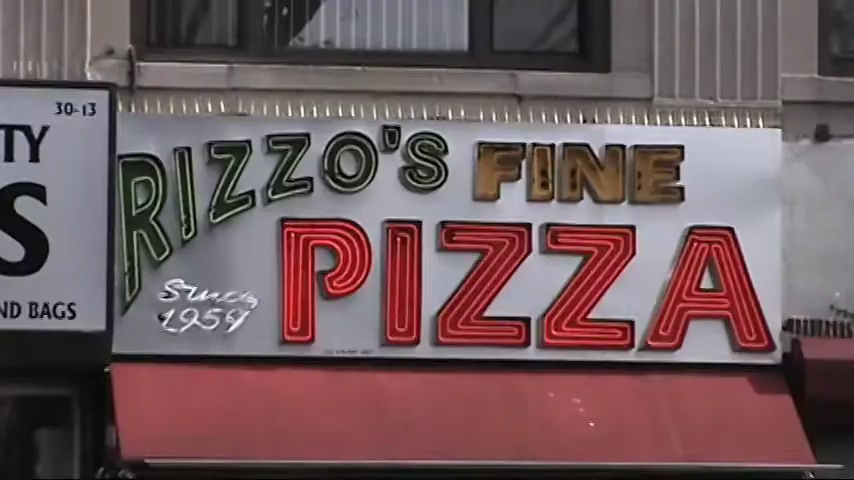 30-13
TY
S
ND BAGS
RIZZO'S FINE
PIZZA
Since
1959